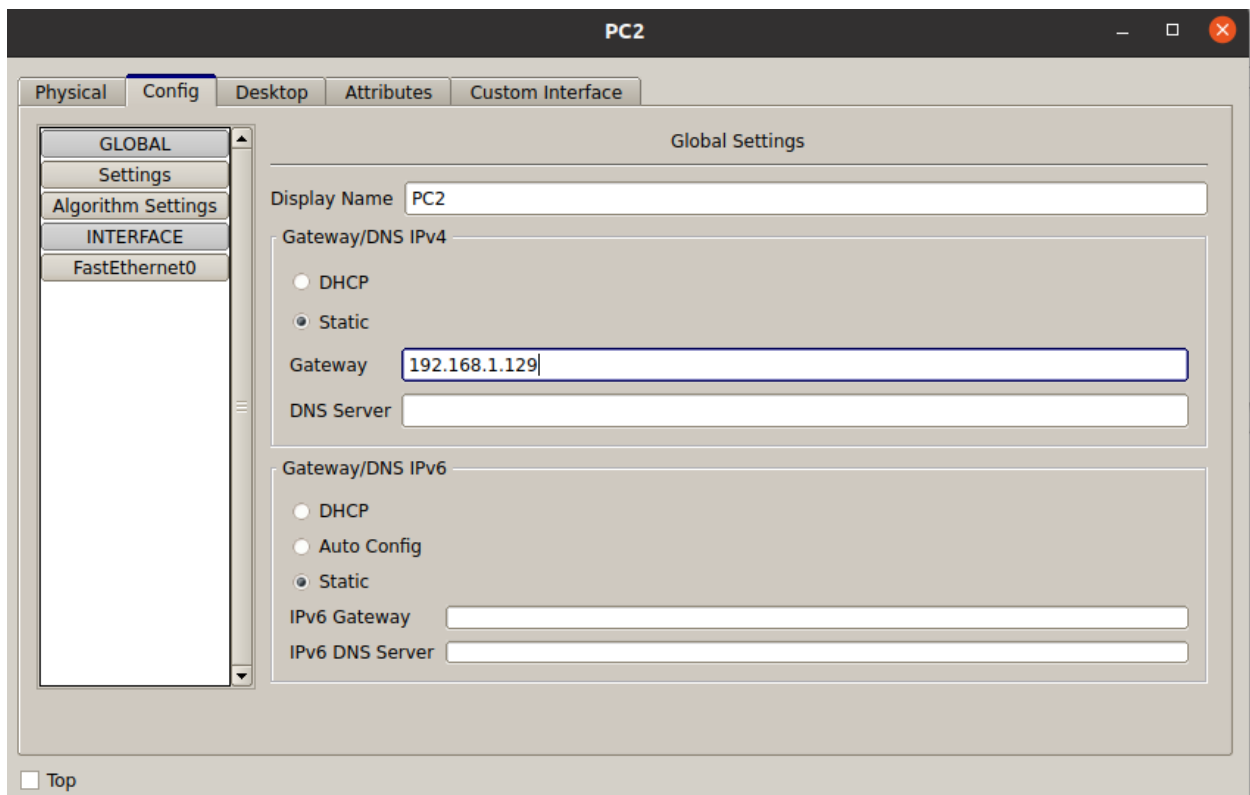 PC2
Physical Config Desktop Attributes Custom Interface
GLOBAL
Settings
Algorithm Settings
INTERFACE
FastEthernet0
Global Settings
Display Name PC2
Gateway/DNS IPv4
DHCP
Static
Gateway 192.168.1.129
DNS Server
Gateway/DNS IPv6
DHCP
Auto Config
Static
IPv6 Gateway
IPv6 DNS Server
Top